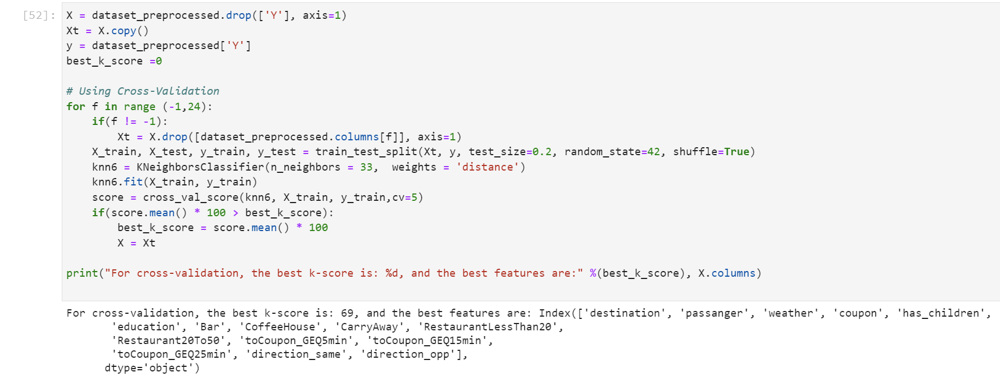 [52]:
X = dataset_preprocessed.drop(['Y'], axis=1)
Xt = X.copy()
y = dataset_preprocessed['Y']
best_k_score =0

# Using Cross-Validation
for f in range (-1,24):
    if(f != -1):
        Xt = X.drop([dataset_preprocessed.columns[f]], axis=1)
    X_train, X_test, y_train, y_test = train_test_split(Xt, y, test_size=0.2, random_state=42, shuffle=True)
    knn6 = KNeighborsClassifier(n_neighbors = 33,  weights = 'distance')
    knn6.fit(X_train, y_train)
    score = cross_val_score(knn6, X_train, y_train,cv=5)
    if(score.mean() * 100 > best_k_score):
        best_k_score = score.mean() * 100
        X = Xt

print("For cross-validation, the best k-score is: %d, and the best features are:" %(best_k_score), X.columns)

For cross-validation, the best k-score is: 69, and the best features are: Index(['destination', 'passanger', 'weather', 'coupon', 'has_children',
       'education', 'Bar', 'CoffeeHouse', 'CarryAway', 'RestaurantLessThan20',
       'Restaurant20To50', 'toCoupon_GEQ5min', 'toCoupon_GEQ15min',
       'toCoupon_GEQ25min', 'direction_same', 'direction_opp'],
      dtype='object')